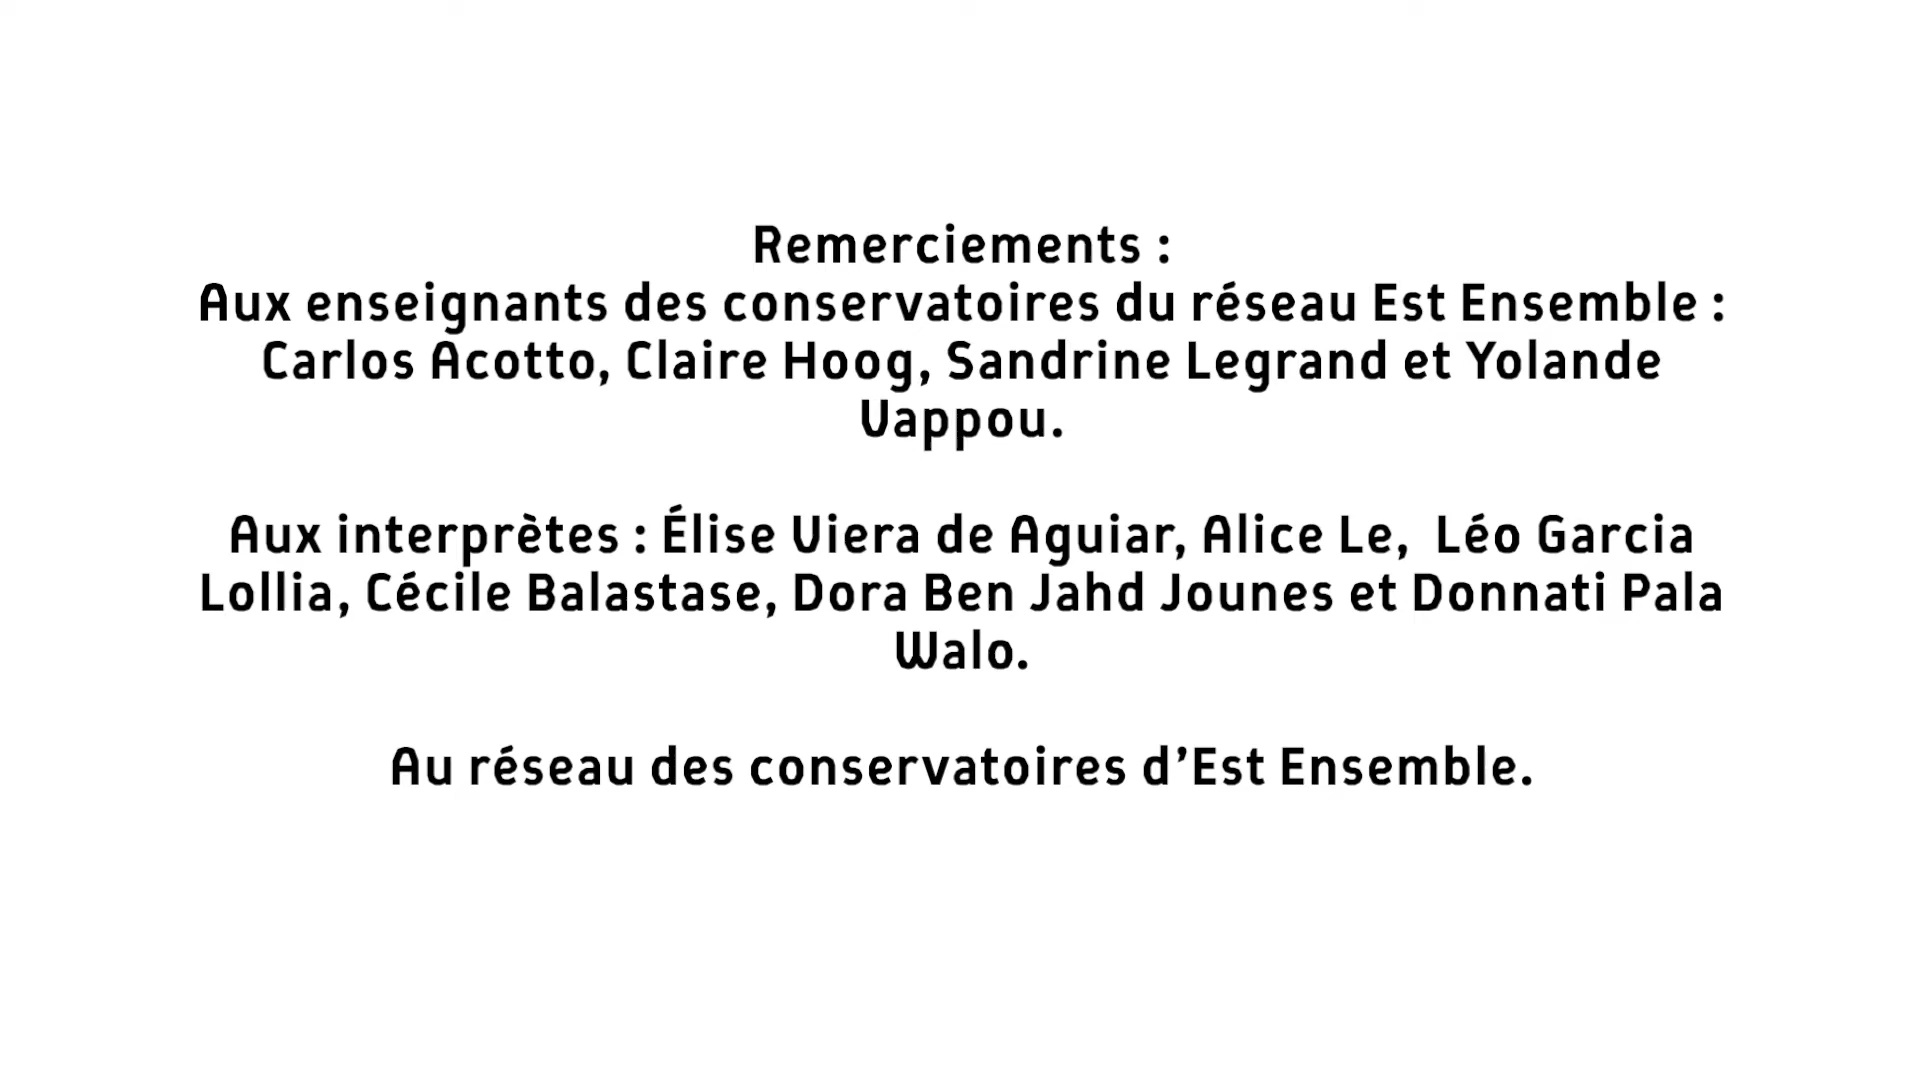 Remerciements :
Aux enseignants des conservatoires du réseau Est Ensemble :
Carlos Acotto, Claire Hoog, Sandrine Legrand et Yolande
Vappou.
Aux interprètes : Élise Viera de Aguiar, Alice Le,  Léo Garcia
Lollia, Cécile Balastase, Dora Ben Jahd Jounes et Donnati Pala
Walo.
Au réseau des conservatoires d’Est Ensemble.